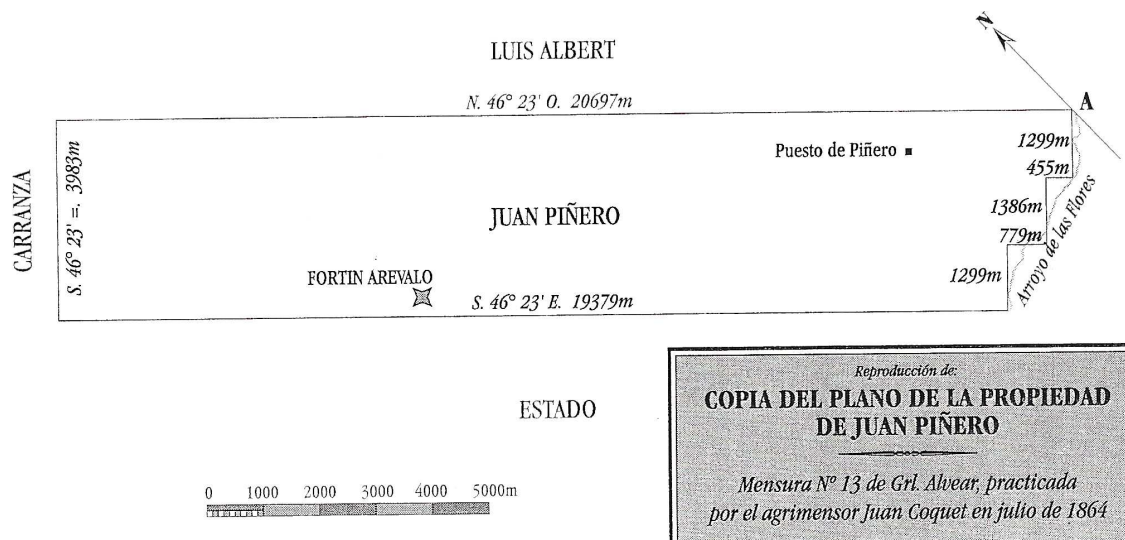 LUIS ALBERT
N
N. 46° 23' O. 20697m
A
CARRANZA
S. 46° 23' =. 3983m
Puesto de Piñero
1299m
455m
JUAN PIÑERO
1386m
779m
Arroyo de las Flores
FORTIN AREVALO
1299m
S. 46° 23' E. 19379m
ESTADO
0 1000 2000 3000 4000 5000m
Reproducción de:
COPIA DEL PLANO DE LA PROPIEDAD
DE JUAN PIÑERO
Mensura Nº 13 de Grl. Alvear, practicada
por el agrimensor Juan Coquet en julio de 1864